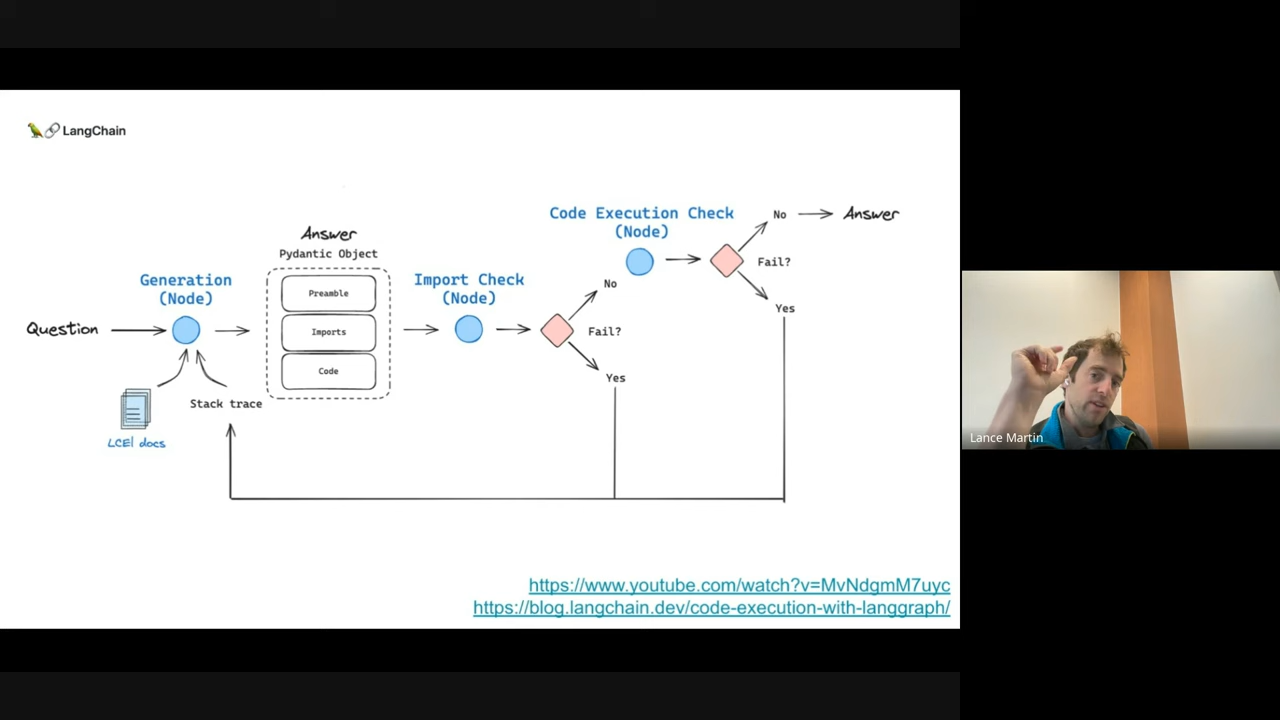 🦜🔗 LangChain
Code Execution Check
(Node)
No
Answer
Fail?
Yes
Answer
Pydantic Object
Preamble
Imports
Code
Generation
(Node)
Import Check
(Node)
No
Fail?
Yes
Question
Stack trace
LCEl docs
https://www.youtube.com/watch?v=MvNdgmM7uyc
https://blog.langchain.dev/code-execution-with-langgraph/
Lance Martin